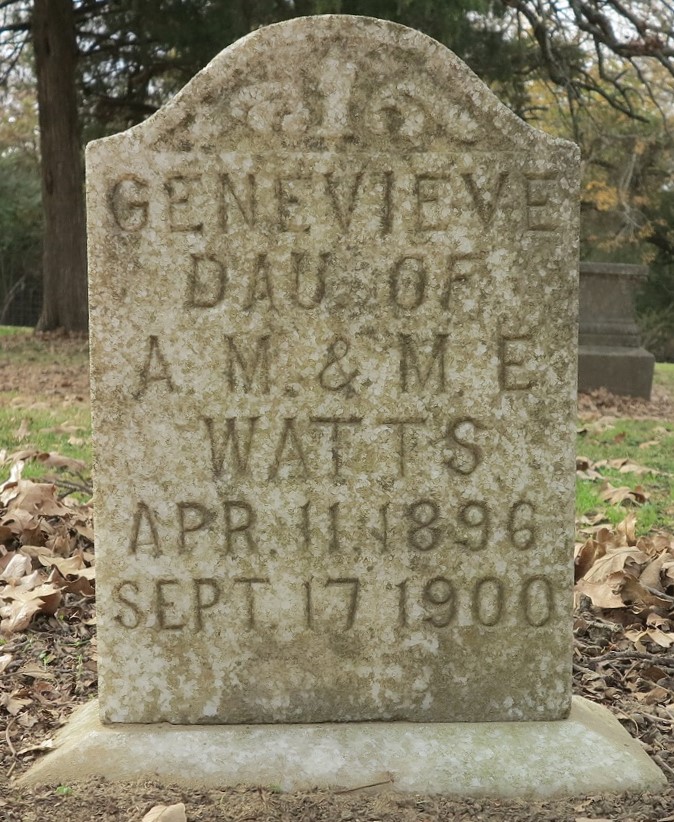 GENEVIEVE
DAU. OF
A. M. & M. E.
WATTS
APR. 11, 1896
SEPT. 17, 1900